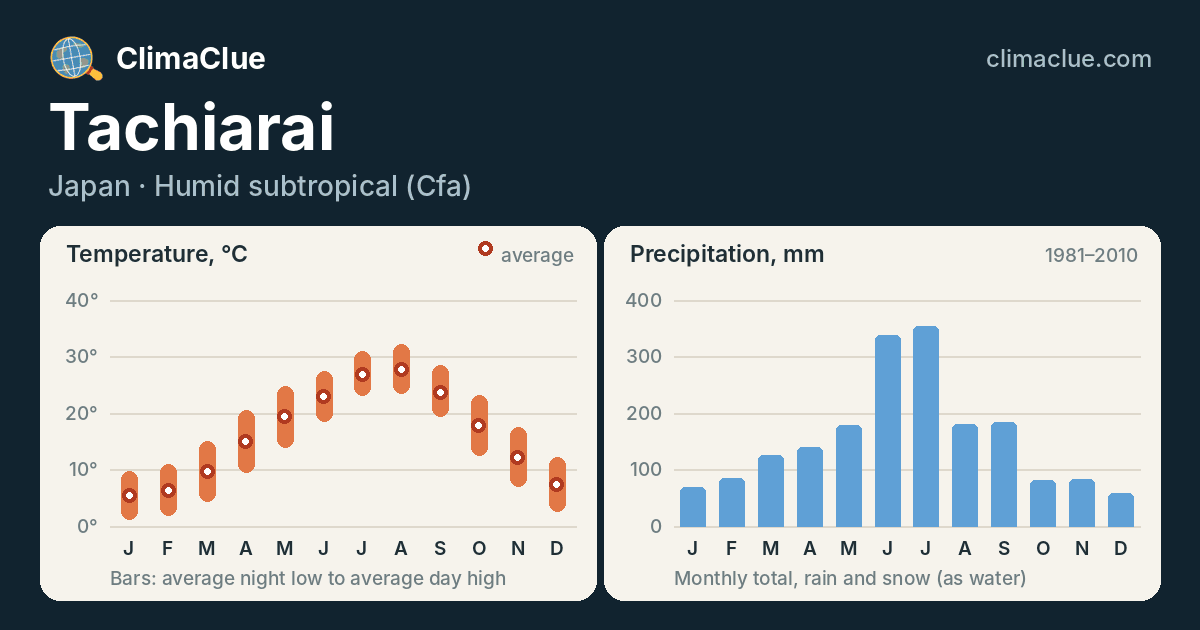 ClimaClue
climaclue.com
Tachiarai
Japan · Humid subtropical (Cfa)
Temperature, °C
average
40°
30°
20°
10°
0°
J F M A M J J A S O N D
Bars: average night low to average day high
Precipitation, mm
1981–2010
400
300
200
100
0
J F M A M J J A S O N D
Monthly total, rain and snow (as water)